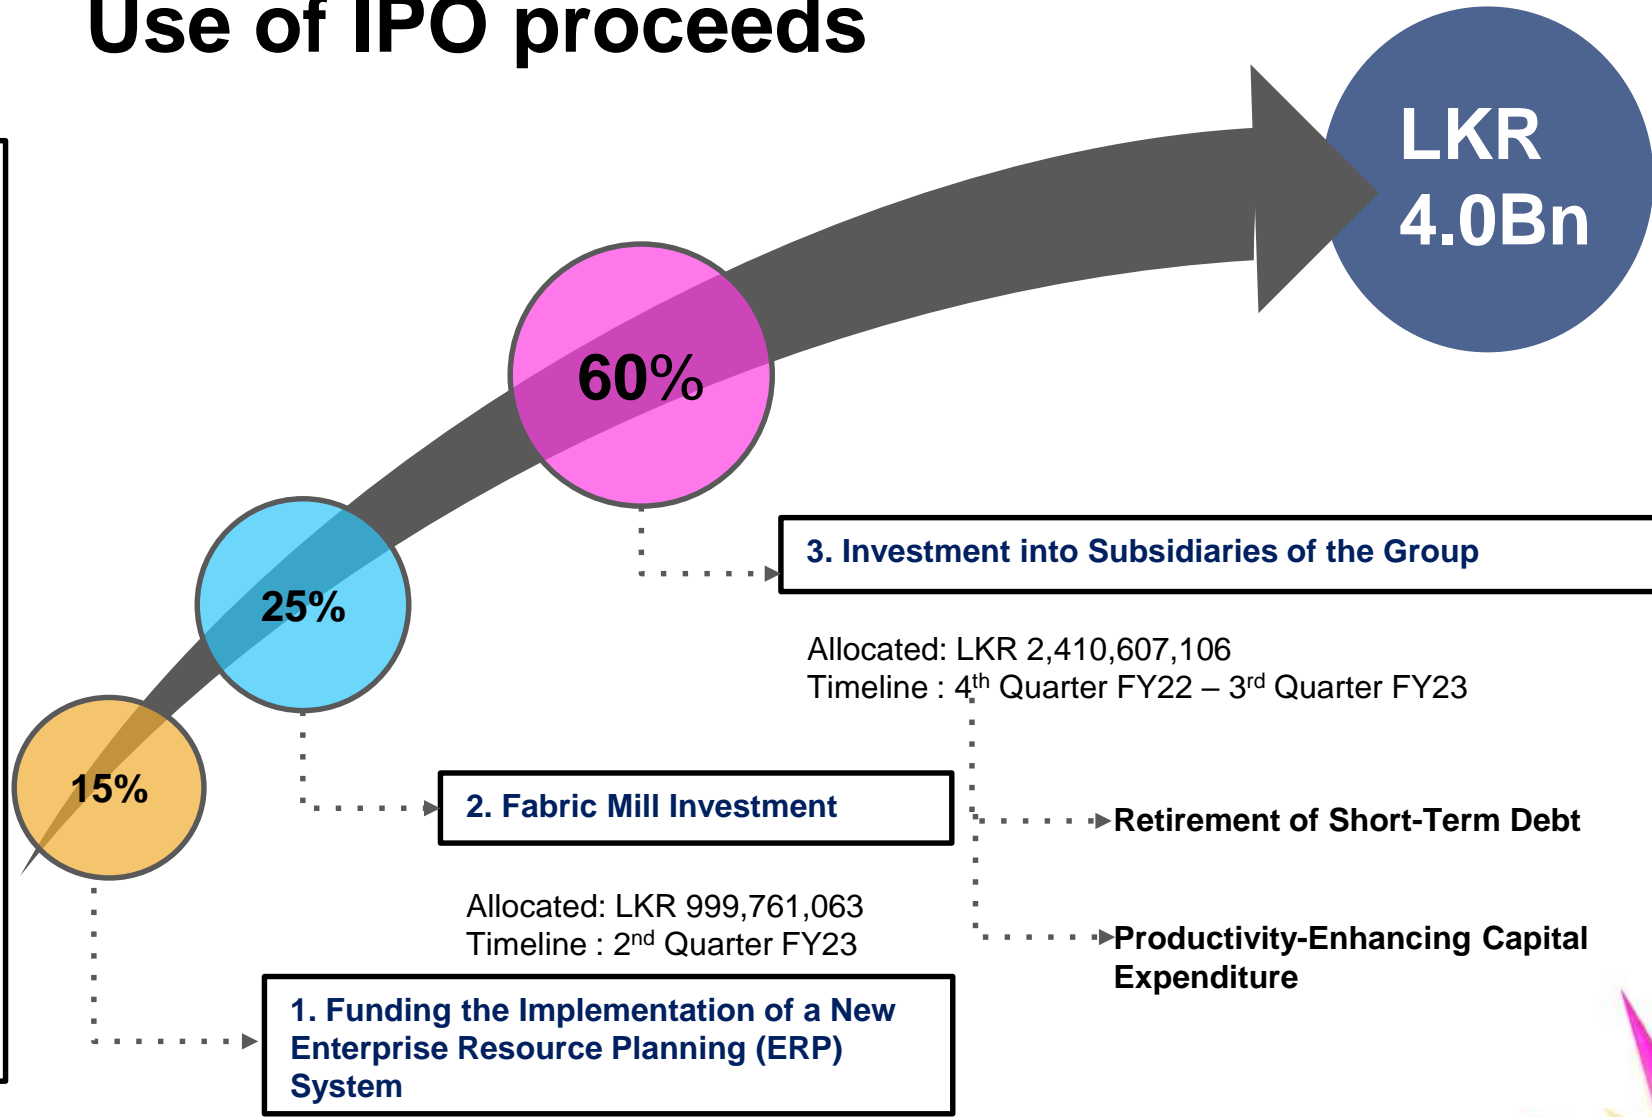 Use of IPO proceeds
LKR
4.0Bn
60%
3. Investment into Subsidiaries of the Group
25%
Allocated: LKR 2,410,607,106
Timeline : 4th Quarter FY22 – 3rd Quarter FY23
15%
2. Fabric Mill Investment
Retirement of Short-Term Debt
Allocated: LKR 999,761,063
Timeline : 2nd Quarter FY23
Productivity-Enhancing Capital
Expenditure
1. Funding the Implementation of a New
Enterprise Resource Planning (ERP)
System